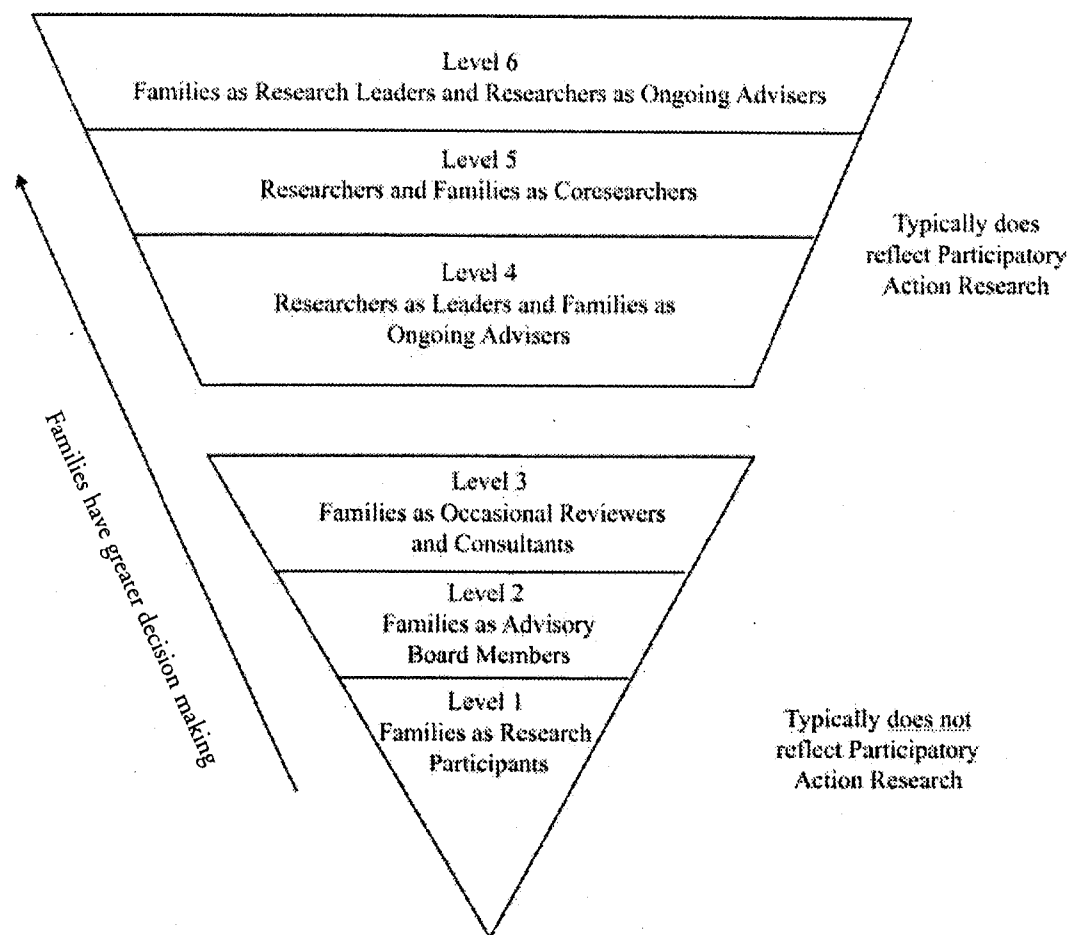 Level 6
Families as Research Leaders and Researchers as Ongoing Advisers
Level 5
Researchers and Families as Coresearchers
Level 4
Researchers as Leaders and Families as
Ongoing Advisers
Typically does
reflect Participatory
Action Research
Families have greater decision making
Level 3
Families as Occasional Reviewers
and Consultants
Level 2
Families as Advisory
Board Members
Level 1
Families as Research
Participants
Typically does not
reflect Participatory
Action Research